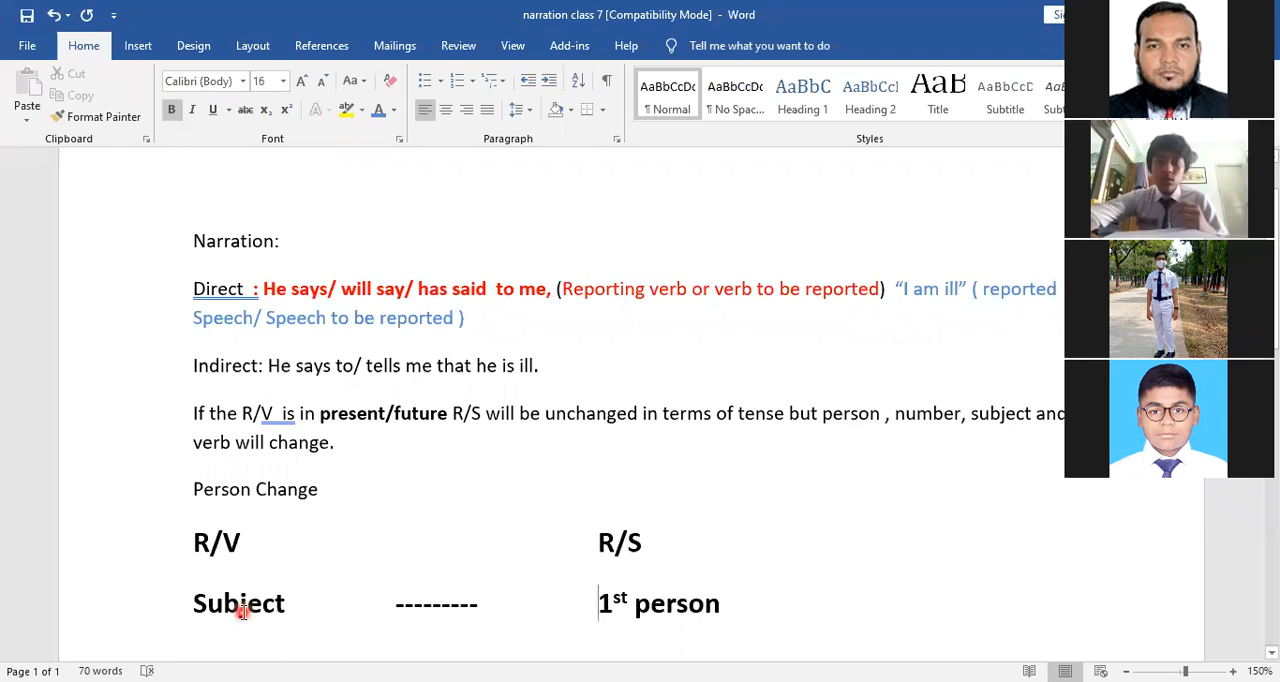 narration class 7 [Compatibility Mode] - Word
File Home Insert Design Layout References Mailings Review View Add-ins Help Tell me what you want to do
Paste
Cut
Copy
Format Painter
Clipboard
Calibri (Body) 16
Font
Paragraph
AaBbCcDc AaBbCcDc AaBbC AaBbCcI AaB AaBbCcD
¶ Normal ¶ No Spac... Heading 1 Heading 2 Title Subtitle
Styles
Narration:
Direct : He says/ will say/ has said to me, (Reporting verb or verb to be reported) “I am ill” ( reported
Speech/ Speech to be reported )
Indirect: He says to/ tells me that he is ill.
If the R/V is in present/future R/S will be unchanged in terms of tense but person , number, subject and
verb will change.
Person Change
R/V R/S
Subject --------- 1st person
Page 1 of 1 70 words 150%